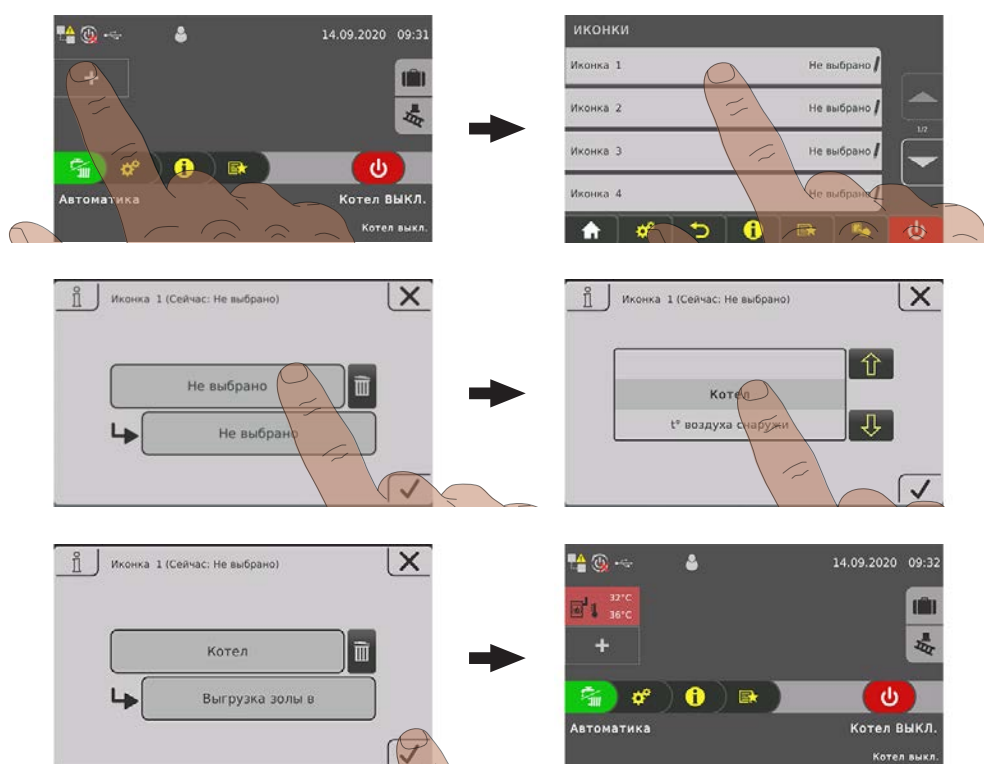 14.09.2020 09:31
+
Автоматика
Котел ВЫКЛ.
Котел выкл.
ИКОНКИ
Иконка 1 Не выбрано
Иконка 2 Не выбрано
1/2
Иконка 3 Не выбрано
Иконка 4 Не выбрано
Иконка 1 (Сейчас: Не выбрано)
Не выбрано
Не выбрано
Иконка 1 (Сейчас: Не выбрано)
Котел
t° воздуха снаружи
Иконка 1 (Сейчас: Не выбрано)
Котел
Выгрузка золы в
14.09.2020 09:32
32°C
36°C
+
Автоматика
Котел ВЫКЛ.
Котел выкл.